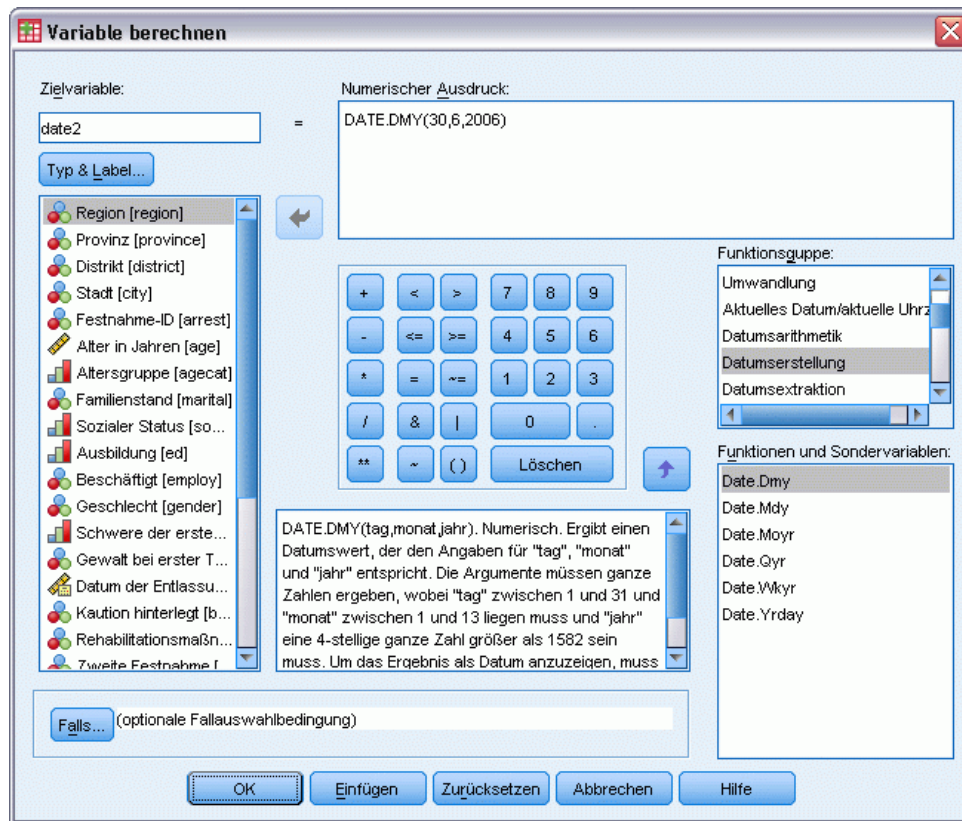 Variable berechnen
Zielvariable:
date2
=
Typ & Label...
Numerischer Ausdruck:
DATE.DMY(30,6,2006)
Region [region]
Provinz [province]
Distrikt [district]
Stadt [city]
Festnahme-ID [arrest]
Alter in Jahren [age]
Altersgruppe [agecat]
Familienstand [marital]
Sozialer Status [so...
Ausbildung [ed]
Beschäftigt [employ]
Geschlecht [gender]
Schwere der erste...
Gewalt bei erster T...
Datum der Entlassu...
Kaution hinterlegt [b...
Rehabilitationsmaßn...
Zweite Festnahme [
+ < > 7 8 9
- <= >= 4 5 6
* = ~= 1 2 3
/ & | 0 .
** ~ ( ) Löschen
Funktionsgruppe:
Umwandlung
Aktuelles Datum/aktuelle Uhrz
Datumsarithmetik
Datumserstellung
Datumsextraktion
Funktionen und Sondervariablen:
Date.Dmy
Date.Mdy
Date.Moyr
Date.Qyr
Date.Wkyr
Date.Yrday
DATE.DMY(tag,monat,jahr). Numerisch. Ergibt einen
Datumswert, der den Angaben für "tag", "monat"
und "jahr" entspricht. Die Argumente müssen ganze
Zahlen ergeben, wobei "tag" zwischen 1 und 31 und
"monat" zwischen 1 und 13 liegen muss und "jahr"
eine 4-stellige ganze Zahl größer als 1582 sein
muss. Um das Ergebnis als Datum anzuzeigen, muss
Falls... (optionale Fallauswahlbedingung)
OK Einfügen Zurücksetzen Abbrechen Hilfe